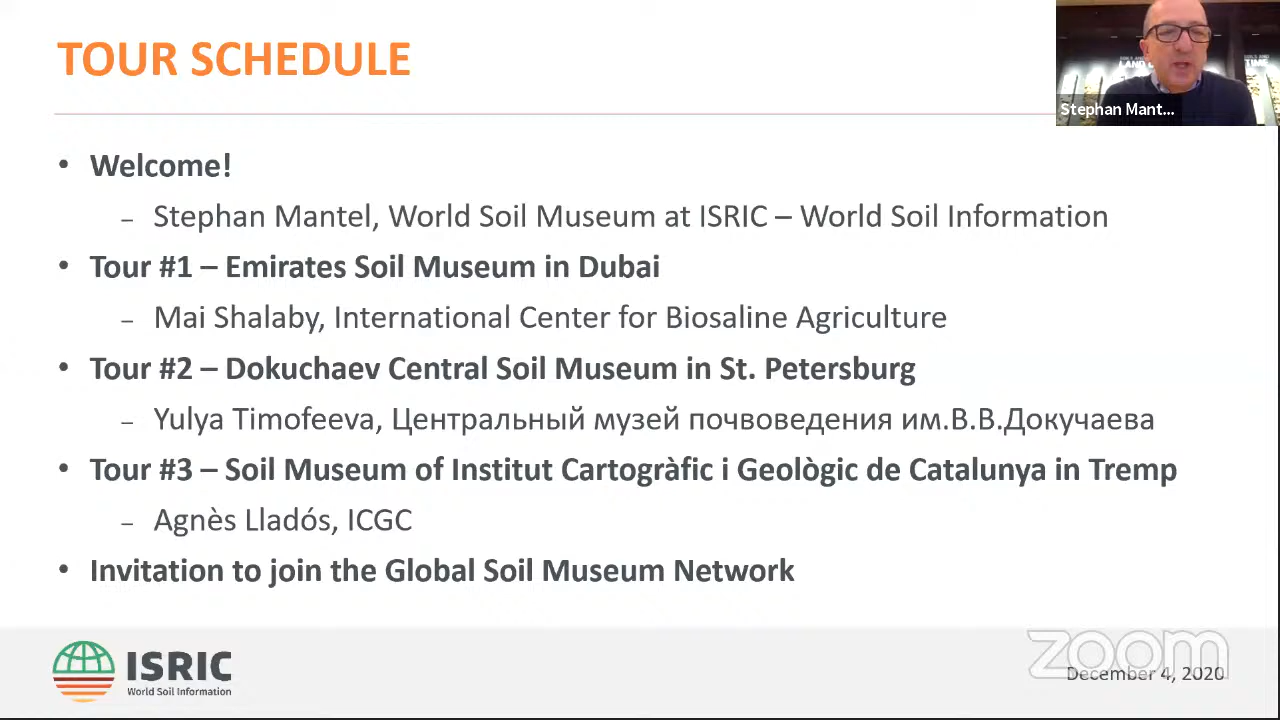 TOUR SCHEDULE
Stephan Mant...
• Welcome!
– Stephan Mantel, World Soil Museum at ISRIC – World Soil Information
• Tour #1 – Emirates Soil Museum in Dubai
– Mai Shalaby, International Center for Biosaline Agriculture
• Tour #2 – Dokuchaev Central Soil Museum in St. Petersburg
– Yulya Timofeeva, Центральный музей почвоведения им.В.В.Докучаева
• Tour #3 – Soil Museum of Institut Cartogràfic i Geològic de Catalunya in Tremp
– Agnès Lladós, ICGC
• Invitation to join the Global Soil Museum Network
ISRIC
World Soil Information
zoom
December 4, 2020